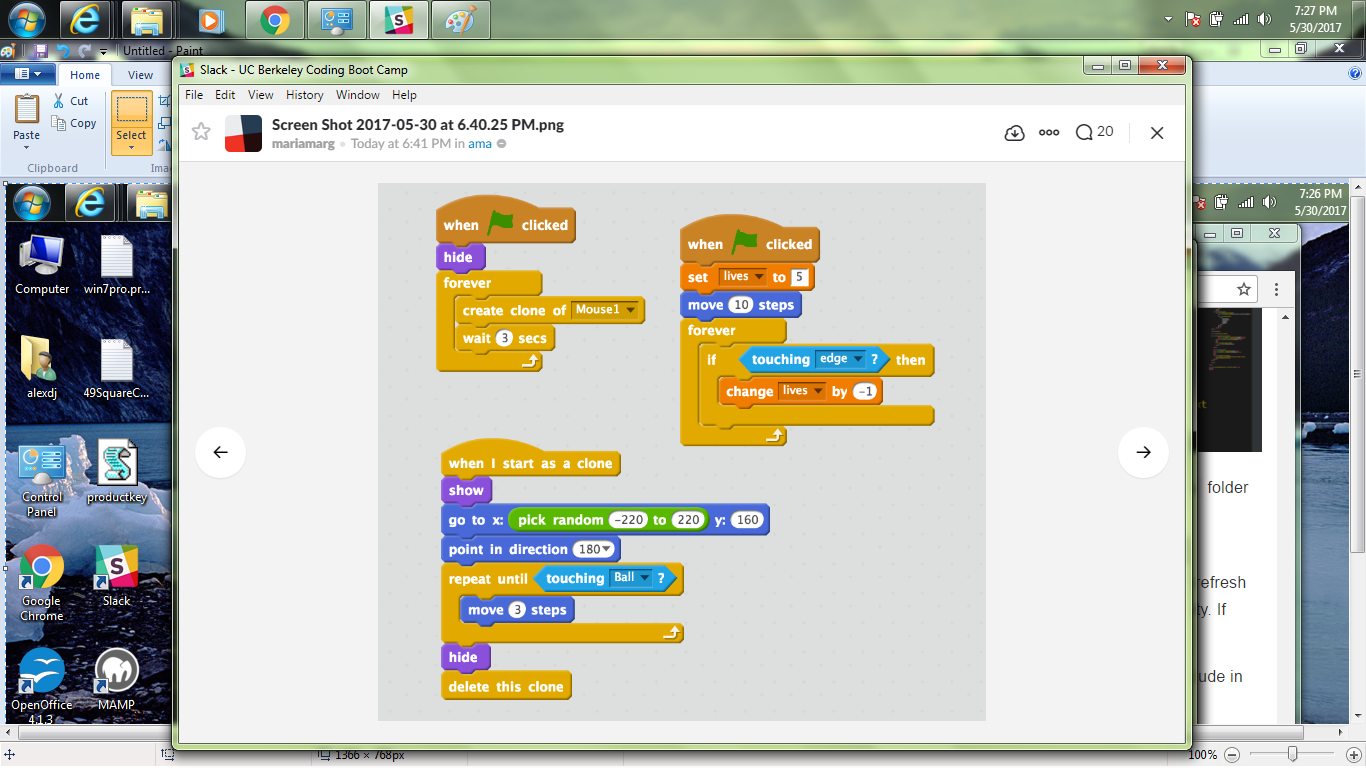 7:27 PM
5/30/2017
Untitled - Paint
Home View
Cut
Copy
Paste
Select
Clipboard
Ima
Slack - UC Berkeley Coding Boot Camp
File Edit View History Window Help
Screen Shot 2017-05-30 at 6.40.25 PM.png
mariamarg Today at 6:41 PM in ama
20
7:26 PM
5/30/2017
Computer
win7pro.pr...
alexdj
49SquareC...
Control Panel
productkey
Google Chrome
Slack
OpenOffice 4.1.3
MAMP
when clicked
hide
forever
create clone of Mouse1
wait 3 secs
when clicked
set lives to 5
move 10 steps
forever
if touching edge ? then
change lives by -1
when I start as a clone
show
go to x: pick random -220 to 220 y: 160
point in direction 180
repeat until touching Ball ?
move 3 steps
hide
delete this clone
folder
refresh
ty. If
ude in
1366 × 768px
100%